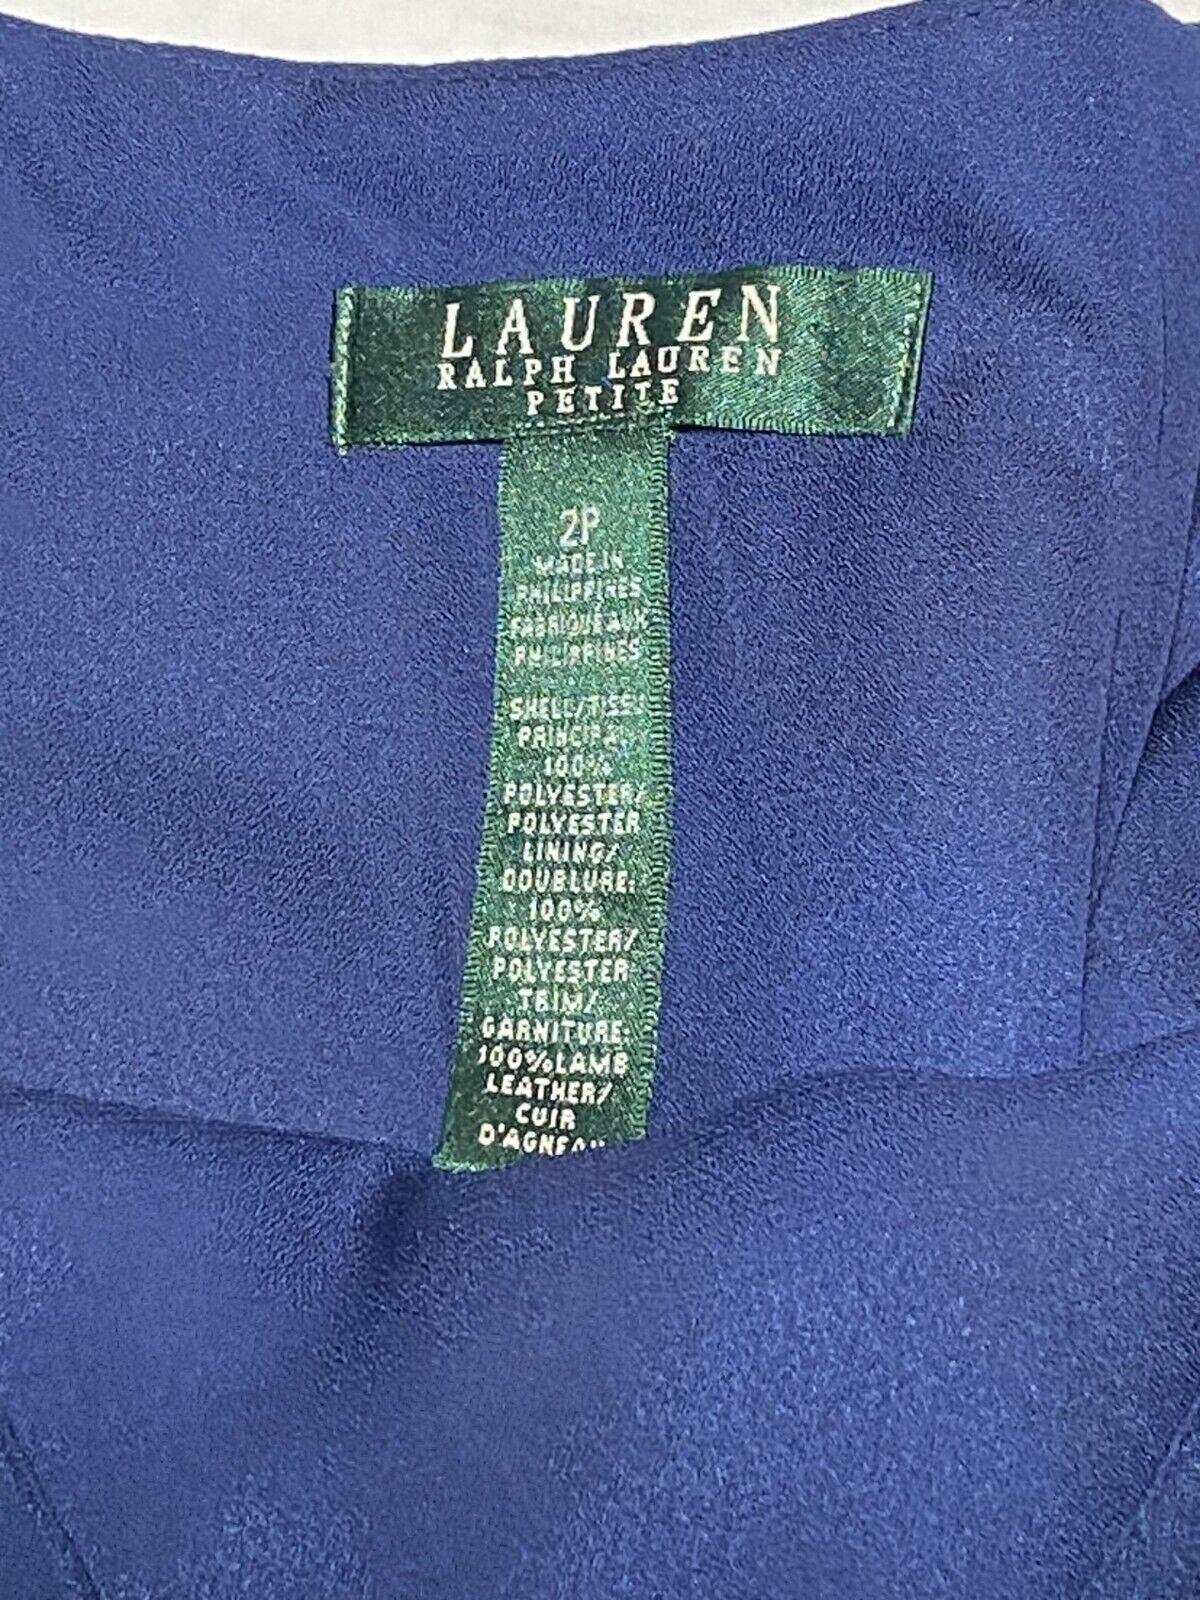 LAUREN
RALPH LAUREN
PETITE
2P
MADE IN
PHILIPPINES
FABRIQUE AUX
PHILIPPINES
SHELL/TISSU
PRINCIPAL
100%
POLYESTER/
POLYESTER
LINING/
DOUBLURE:
100%
POLYESTER/
POLYESTER
TRIM/
GARNITURE:
100% LAMB
LEATHER/
CUIR
D'AGNEAU